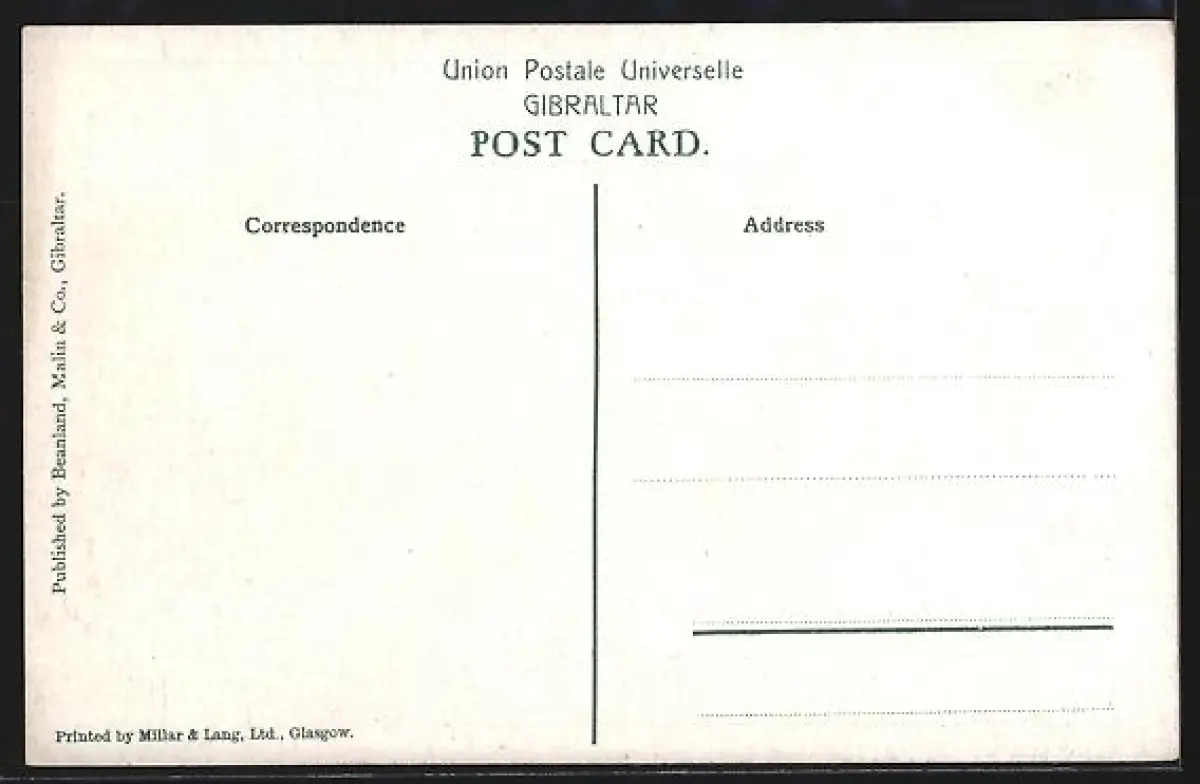 Union Postale Universelle
GIBRALTAR
POST CARD.
Correspondence
Address
Published by Beanland, Malin & Co., Gibraltar.
Printed by Millar & Lang, Ltd., Glasgow.